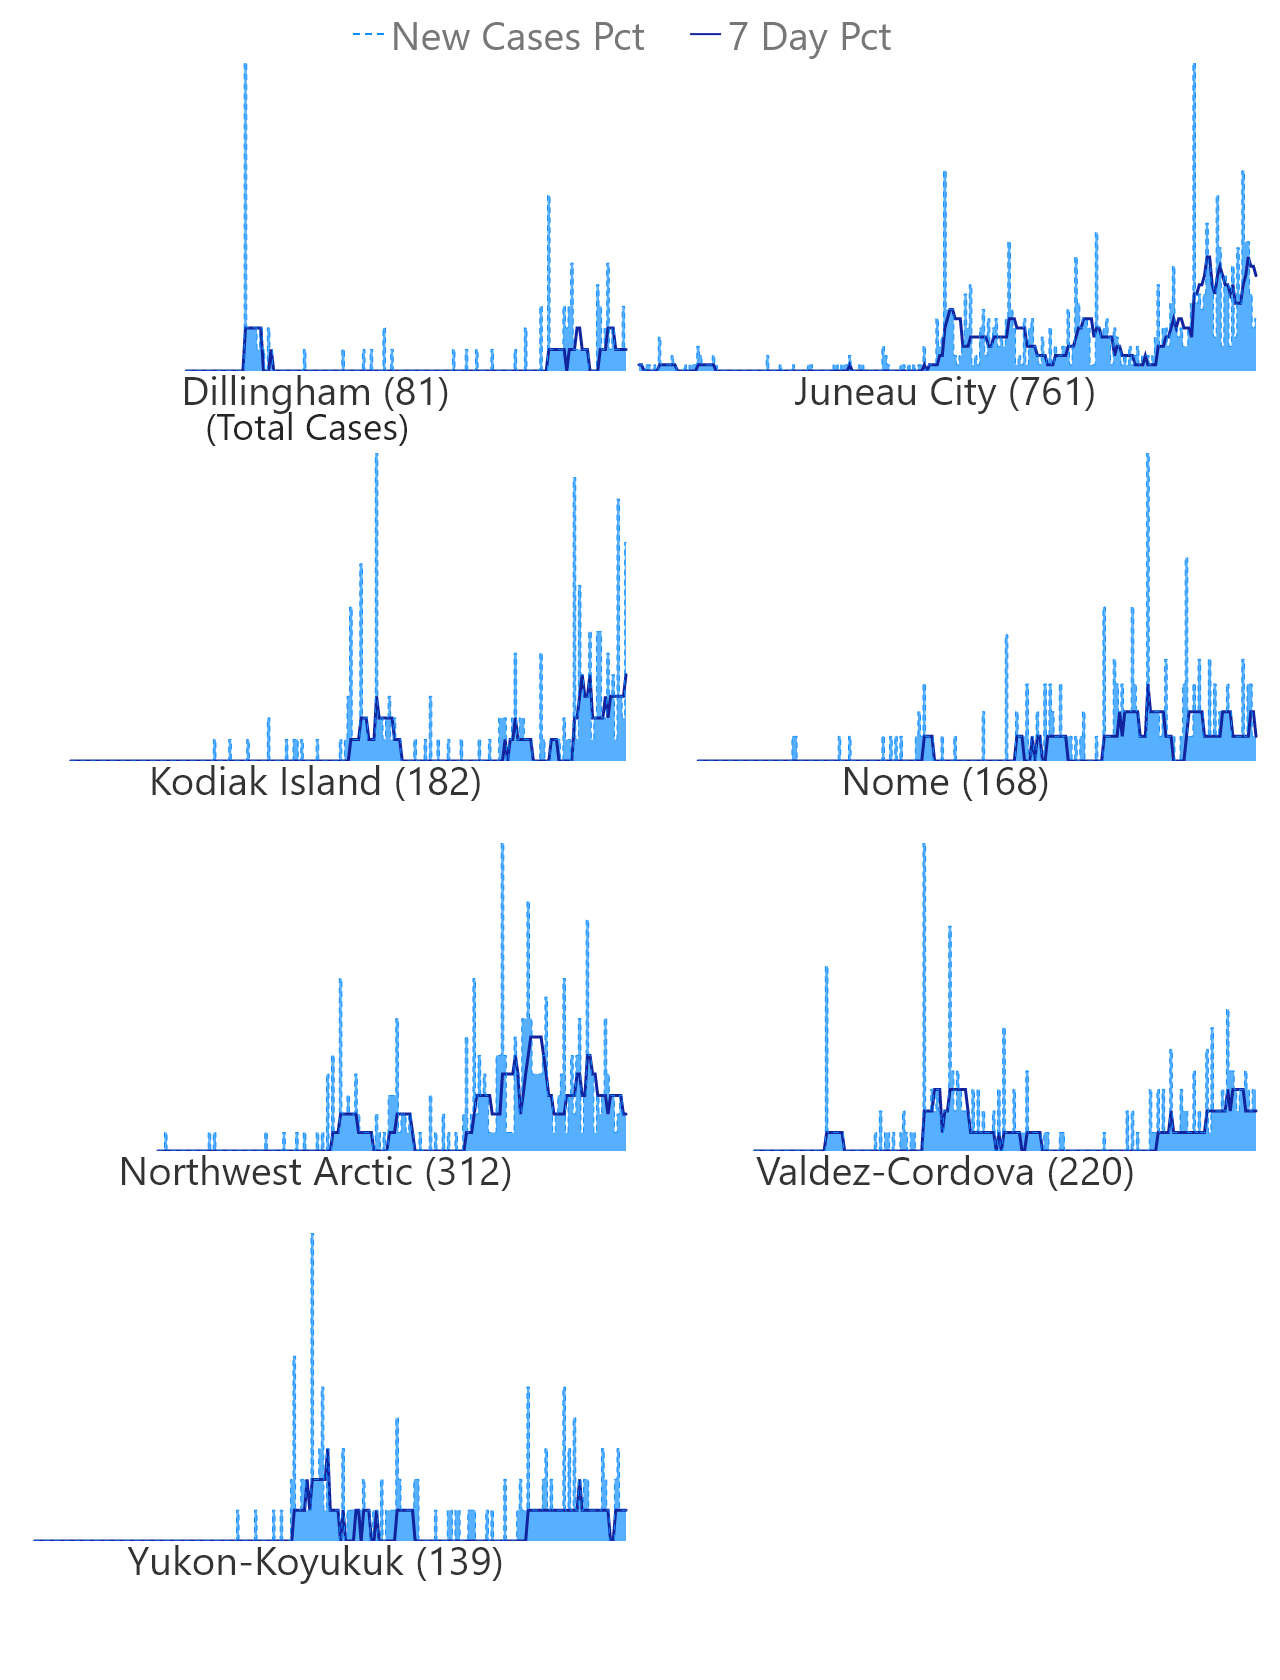 New Cases Pct 7 Day Pct
Dillingham (81)
(Total Cases)
Juneau City (761)
Kodiak Island (182)
Nome (168)
Northwest Arctic (312)
Valdez-Cordova (220)
Yukon-Koyukuk (139)